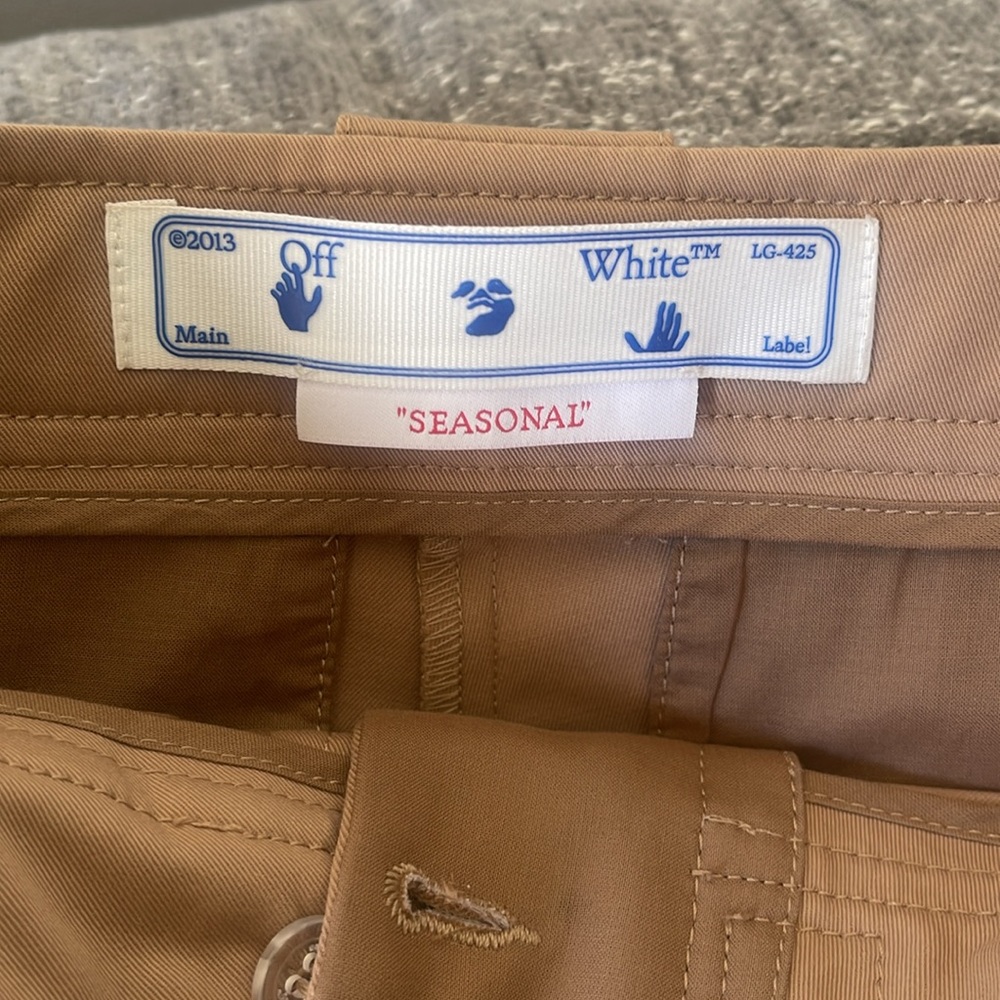 ©2013 Off White™ LG-425
Main Label
"SEASONAL"